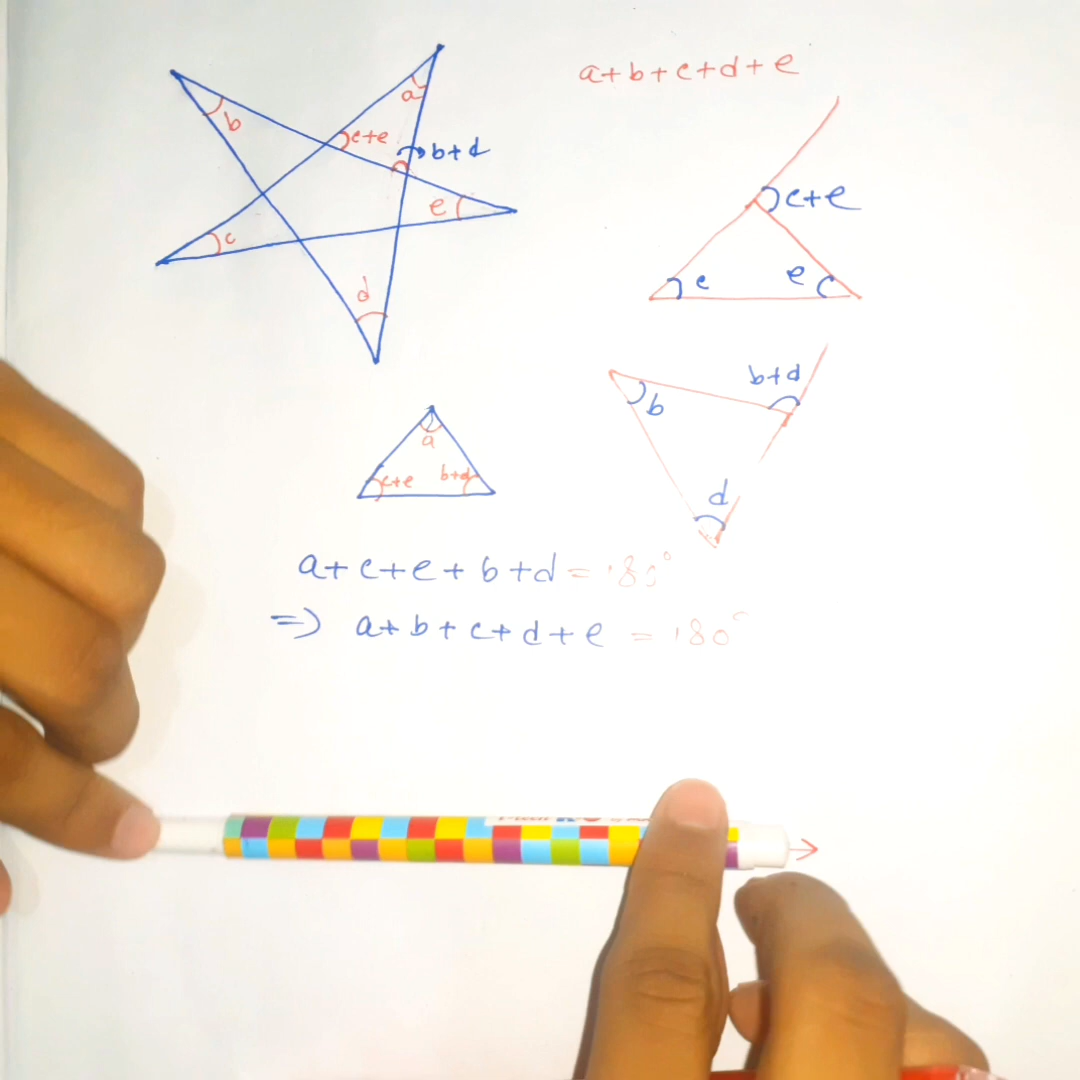 a+b+c+d+e
a
b
c+e
b+d
e
c
d
c+e
c
e
b+d
b
d
a
c+e
b+d
a+c+e+b+d = 180°
⇒ a+b+c+d+e = 180°